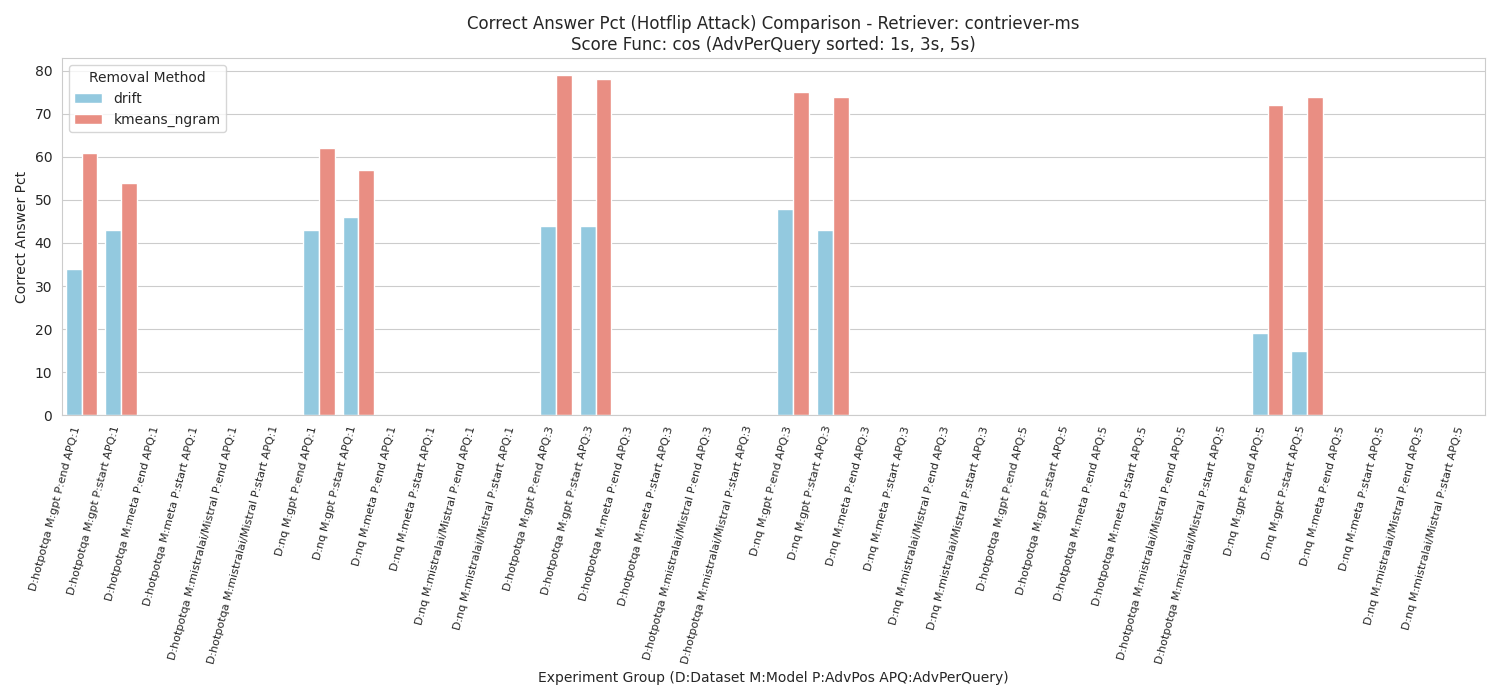 Correct Answer Pct (Hotflip Attack) Comparison - Retriever: contriever-ms
Score Func: cos (AdvPerQuery sorted: 1s, 3s, 5s)
Removal Method
drift
kmeans_ngram
Correct Answer Pct
80
70
60
50
40
30
20
10
0
D:hotpotqa M:gpt P:end APQ:1
D:hotpotqa M:gpt P:start APQ:1
D:hotpotqa M:meta P:end APQ:1
D:hotpotqa M:meta P:start APQ:1
D:hotpotqa M:mistralai/Mistral P:end APQ:1
D:hotpotqa M:mistralai/Mistral P:start APQ:1
D:nq M:gpt P:end APQ:1
D:nq M:gpt P:start APQ:1
D:nq M:meta P:end APQ:1
D:nq M:meta P:start APQ:1
D:nq M:mistralai/Mistral P:end APQ:1
D:nq M:mistralai/Mistral P:start APQ:1
D:hotpotqa M:gpt P:end APQ:3
D:hotpotqa M:gpt P:start APQ:3
D:hotpotqa M:meta P:end APQ:3
D:hotpotqa M:meta P:start APQ:3
D:hotpotqa M:mistralai/Mistral P:end APQ:3
D:hotpotqa M:mistralai/Mistral P:start APQ:3
D:nq M:gpt P:end APQ:3
D:nq M:gpt P:start APQ:3
D:nq M:meta P:end APQ:3
D:nq M:meta P:start APQ:3
D:nq M:mistralai/Mistral P:end APQ:3
D:nq M:mistralai/Mistral P:start APQ:3
D:hotpotqa M:gpt P:end APQ:5
D:hotpotqa M:gpt P:start APQ:5
D:hotpotqa M:meta P:end APQ:5
D:hotpotqa M:meta P:start APQ:5
D:hotpotqa M:mistralai/Mistral P:end APQ:5
D:hotpotqa M:mistralai/Mistral P:start APQ:5
D:nq M:gpt P:end APQ:5
D:nq M:gpt P:start APQ:5
D:nq M:meta P:end APQ:5
D:nq M:meta P:start APQ:5
D:nq M:mistralai/Mistral P:end APQ:5
D:nq M:mistralai/Mistral P:start APQ:5
Experiment Group (D:Dataset M:Model P:AdvPos APQ:AdvPerQuery)